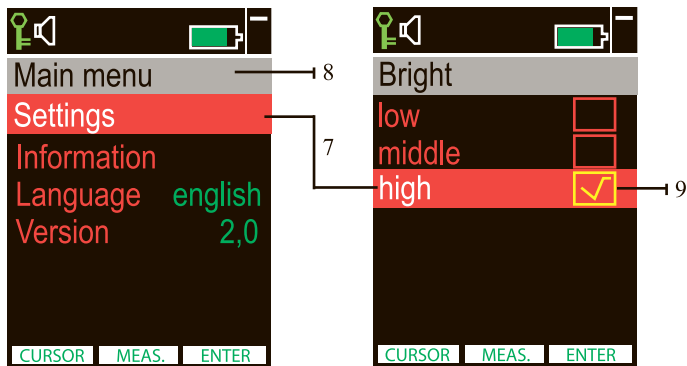 Main menu
8
Settings
7
Information
Language english
Version 2,0
CURSOR MEAS. ENTER
Bright
low
middle
high
9
CURSOR MEAS. ENTER